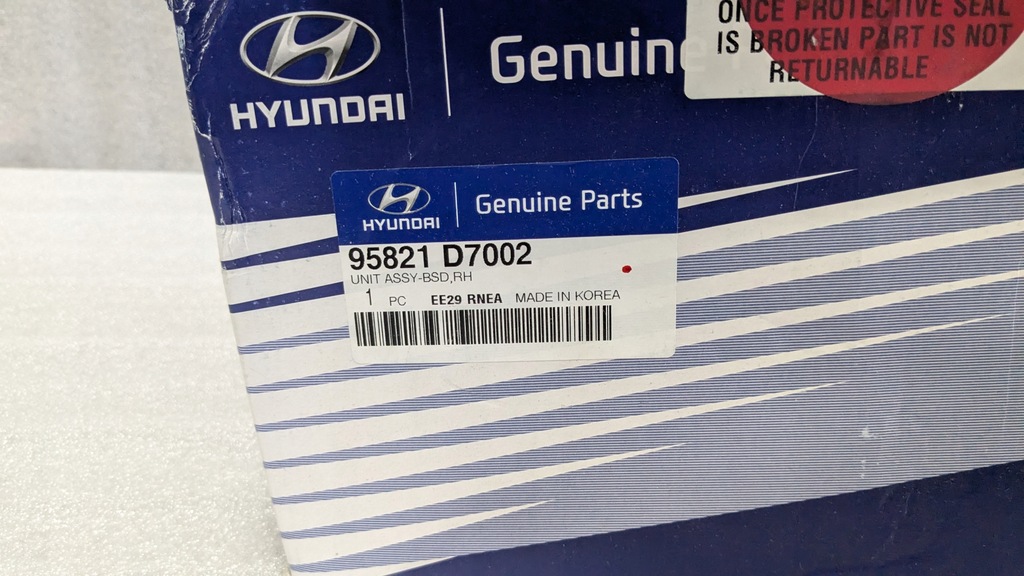 HYUNDAI
Genuin
ONCE PROTECTIVE SEAL
IS BROKEN PART IS NOT
RETURNABLE
HYUNDAI
Genuine Parts
95821 D7002
UNIT ASSY-BSD,RH
1 PC EE29 RNEA MADE IN KOREA